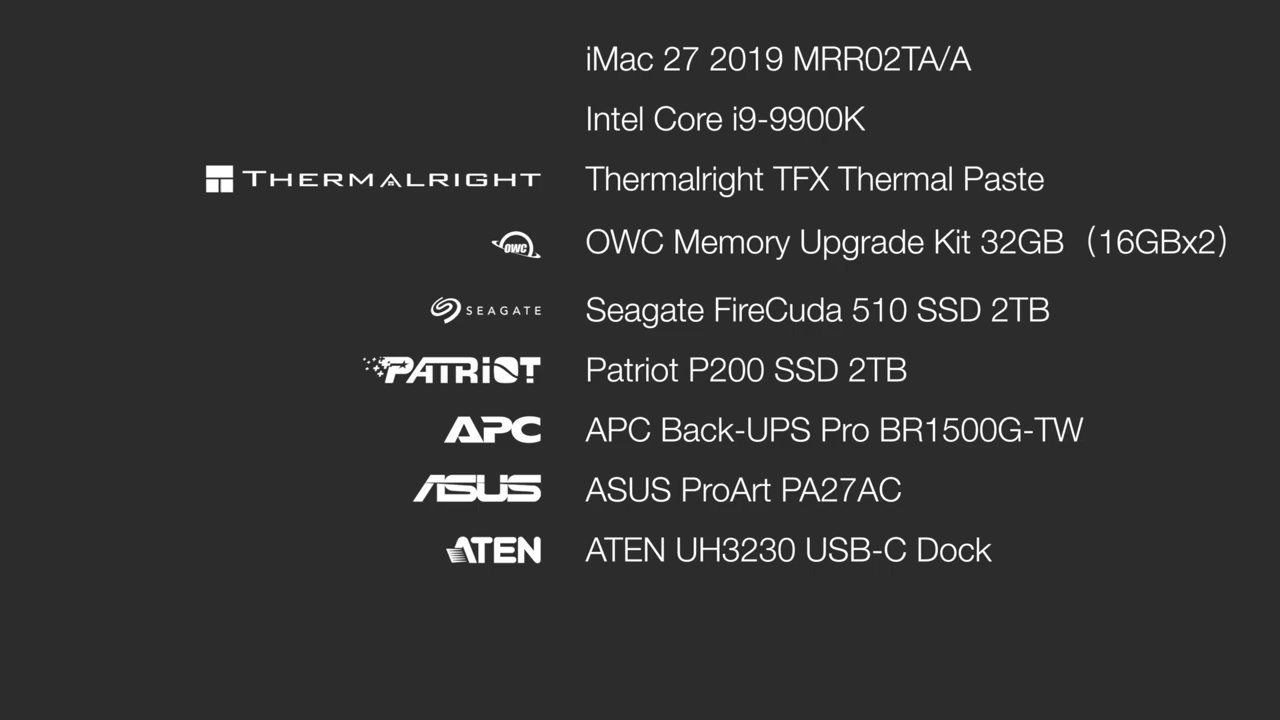 iMac 27 2019 MRR02TA/A
Intel Core i9-9900K
THERMALRIGHT Thermalright TFX Thermal Paste
OWC OWC Memory Upgrade Kit 32GB（16GBx2）
SEAGATE Seagate FireCuda 510 SSD 2TB
PATRiOT Patriot P200 SSD 2TB
APC APC Back-UPS Pro BR1500G-TW
ASUS ASUS ProArt PA27AC
ATEN ATEN UH3230 USB-C Dock